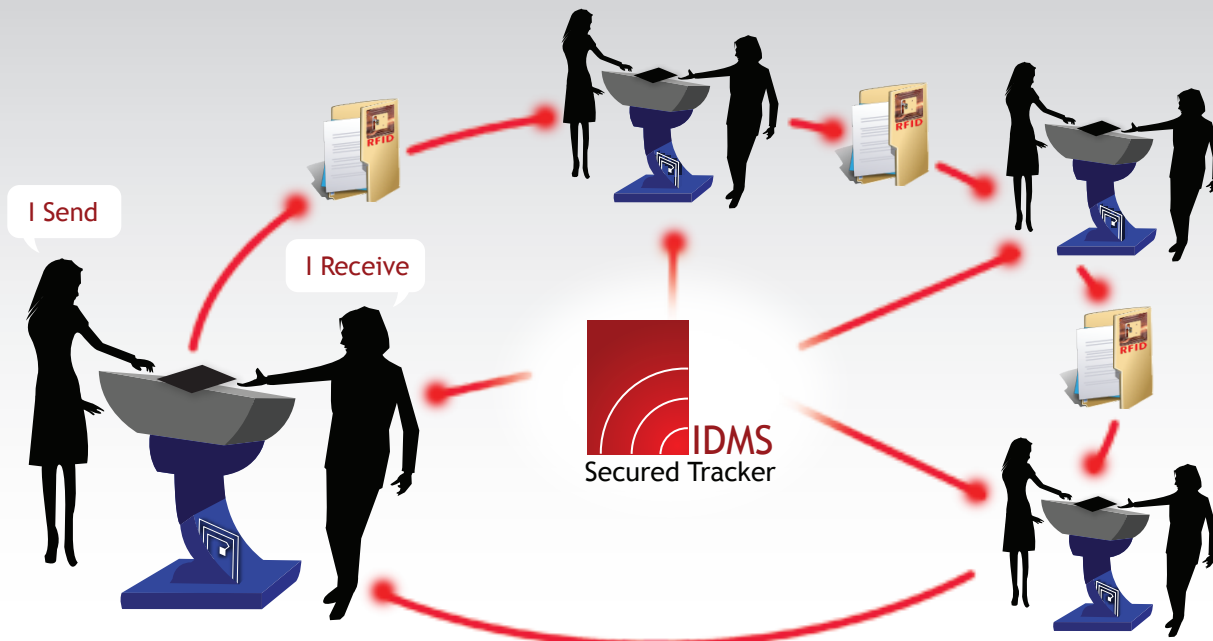 RFID
RFID
I Send
I Receive
RFID
IDMS
Secured Tracker